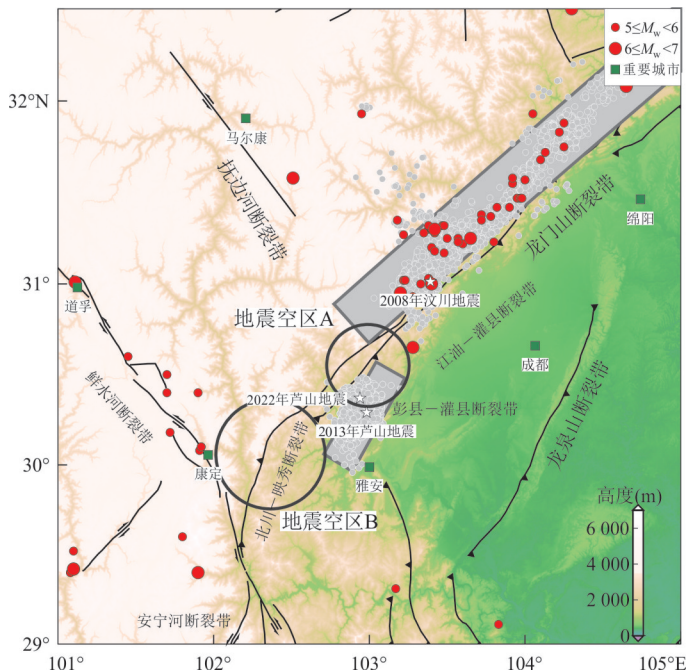 5≤Mw<6
6≤Mw<7
重要城市
32°N
马尔康
抚边河断裂带
龙门山断裂带
绵阳
31°
道孚
2008年汶川地震
地震空区A
江油－灌县断裂带
成都
鲜水河断裂带
2022年芦山地震
彭县－灌县断裂带
2013年芦山地震
龙泉山断裂带
30°
康定
北川－映秀断裂带
雅安
地震空区B
高度(m)
6 000
4 000
2 000
0
安宁河断裂带
29°
101°
102°
103°
104°
105°E